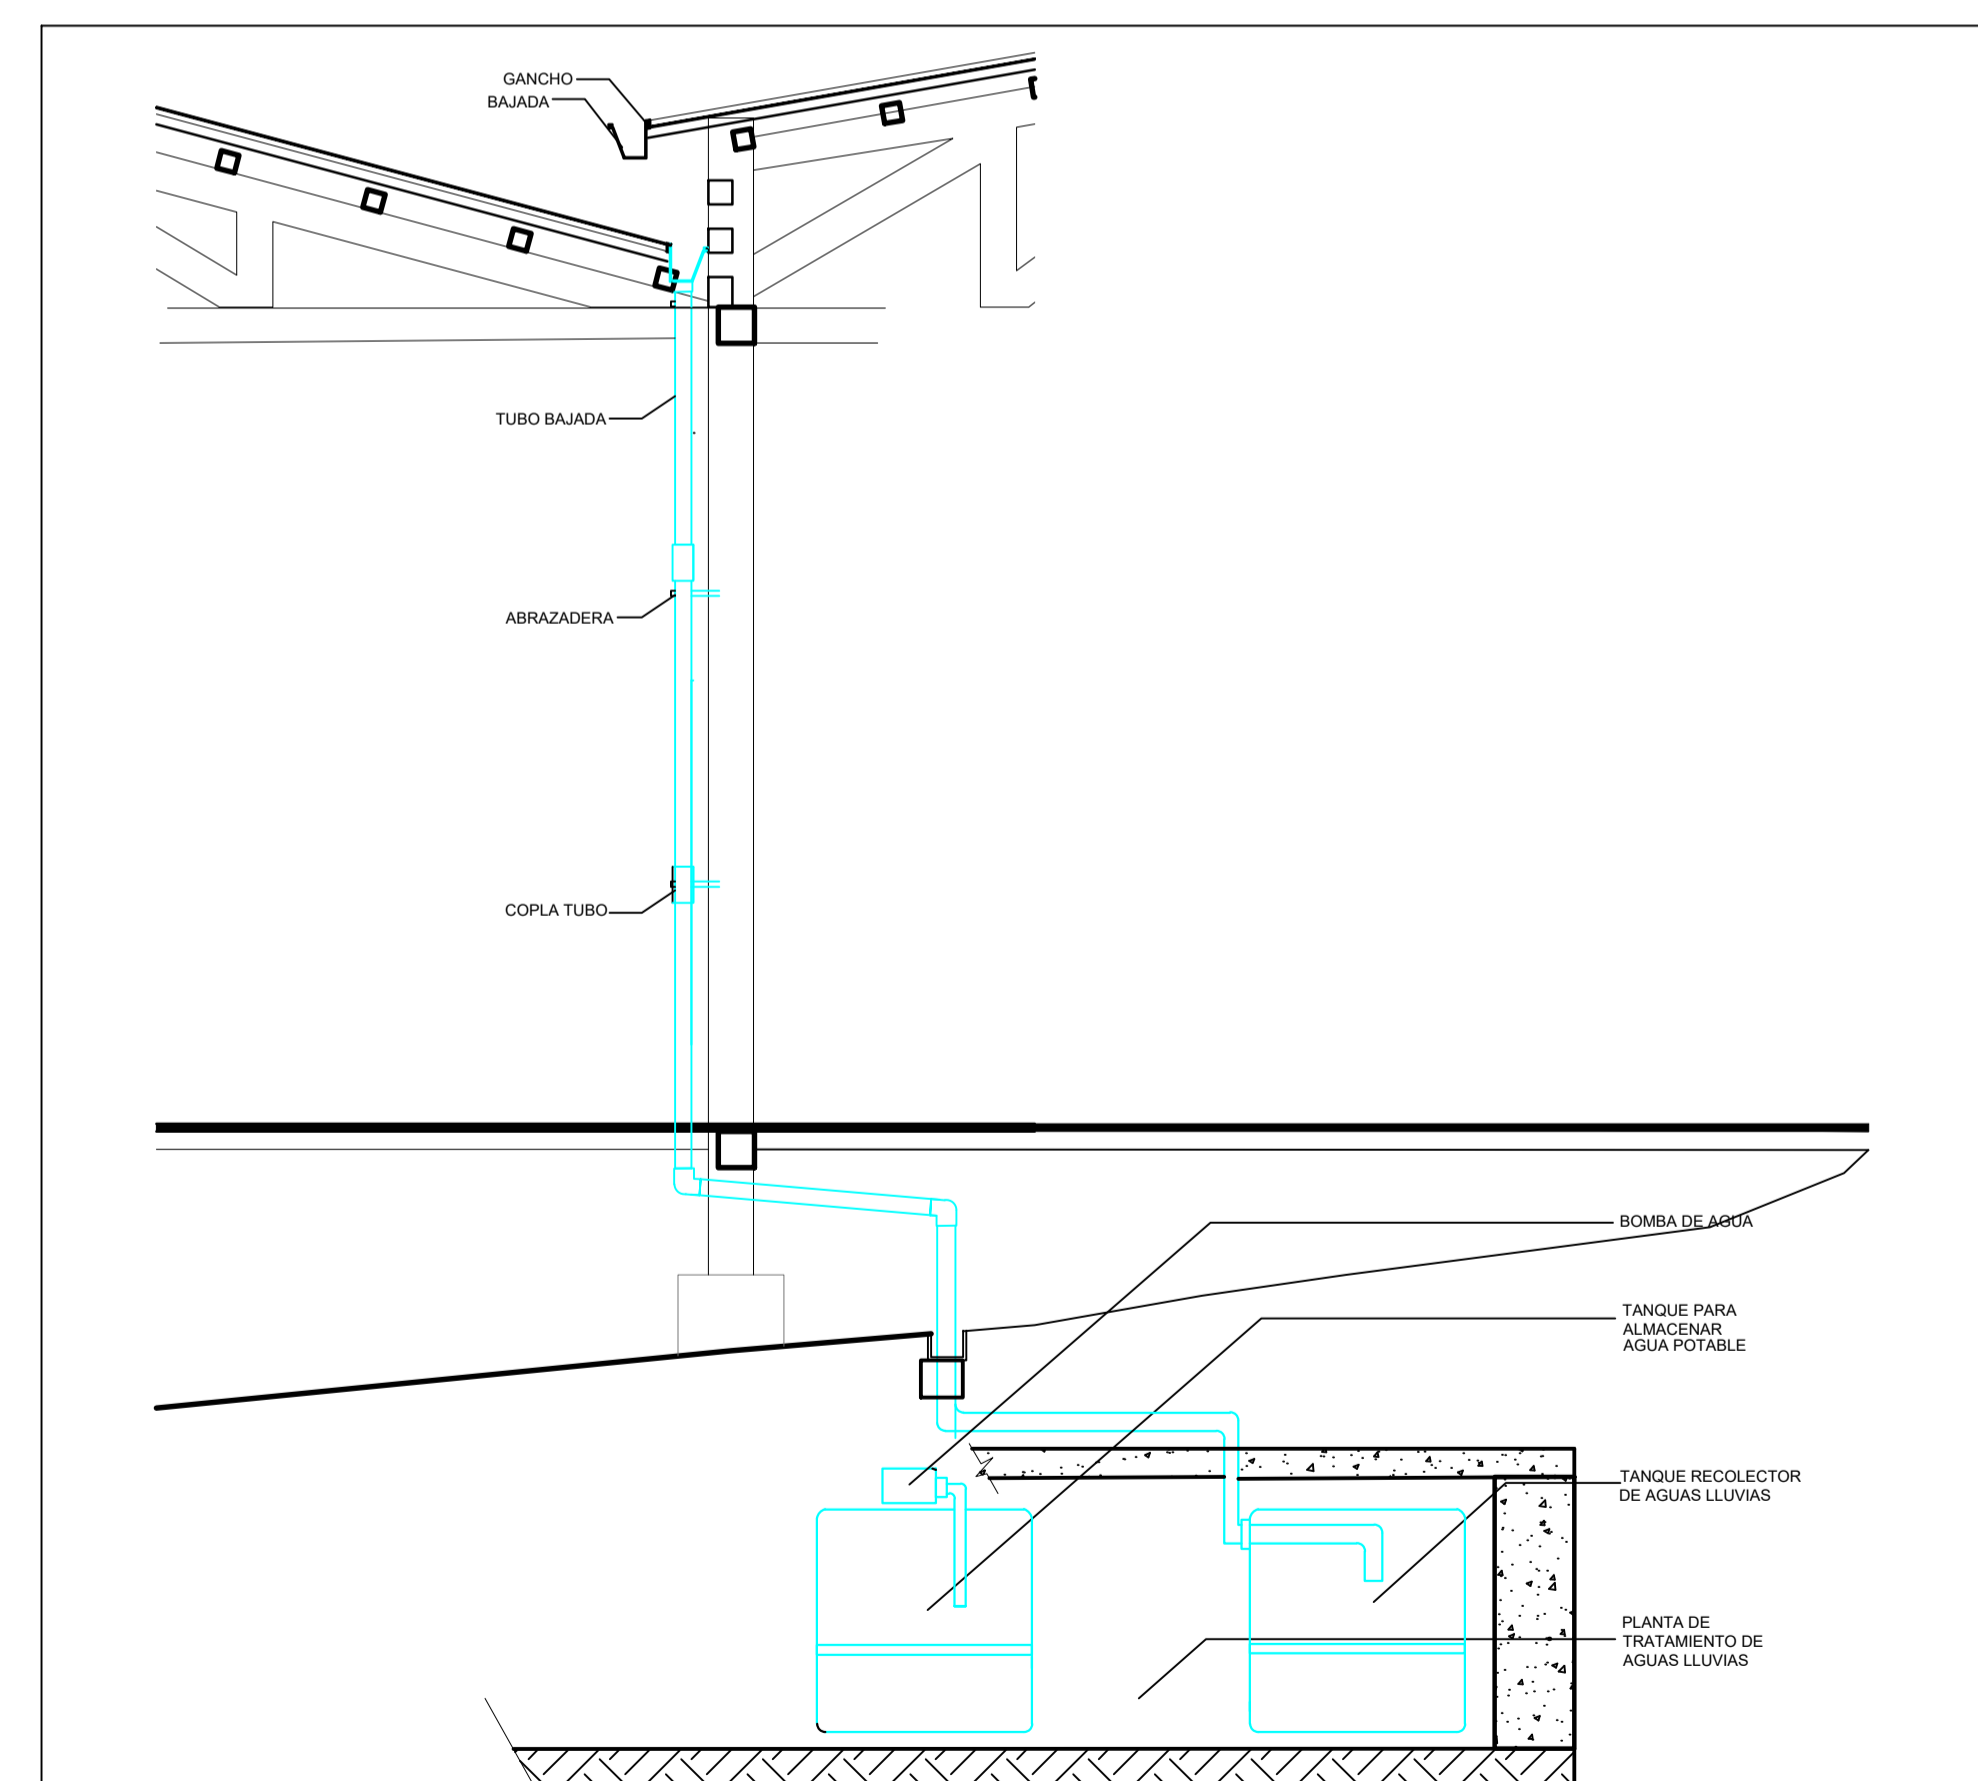 GANCHO
BAJADA
TUBO BAJADA
ABRAZADERA
COPLA TUBO
BOMBA DE AGUA
TANQUE PARA
ALMACENAR
AGUA POTABLE
TANQUE RECOLECTOR
DE AGUAS LLUVIAS
PLANTA DE
TRATAMIENTO DE
AGUAS LLUVIAS